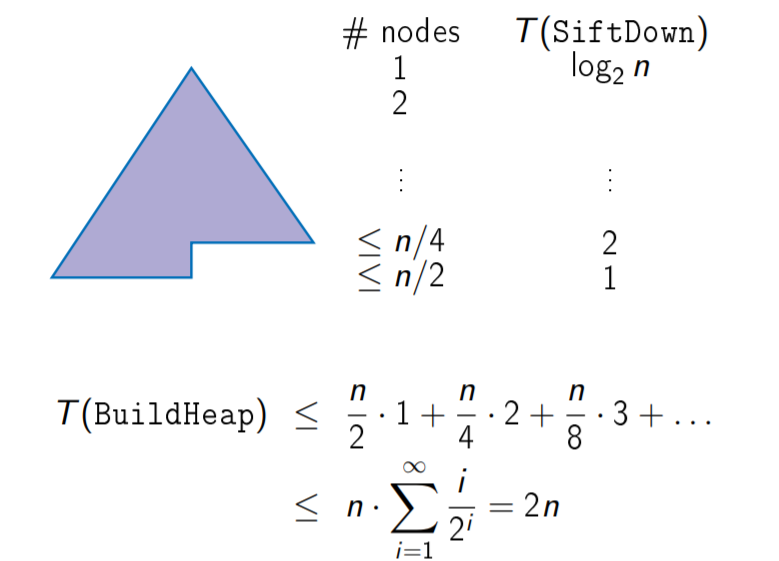 # nodes T(SiftDown)
1 log₂ n
2
⋮ ⋮
≤ n/4 2
≤ n/2 1
T(BuildHeap) ≤ n/2 · 1 + n/4 · 2 + n/8 · 3 + …
≤ n · ∑_{i=1}^{∞} i/2^i = 2n